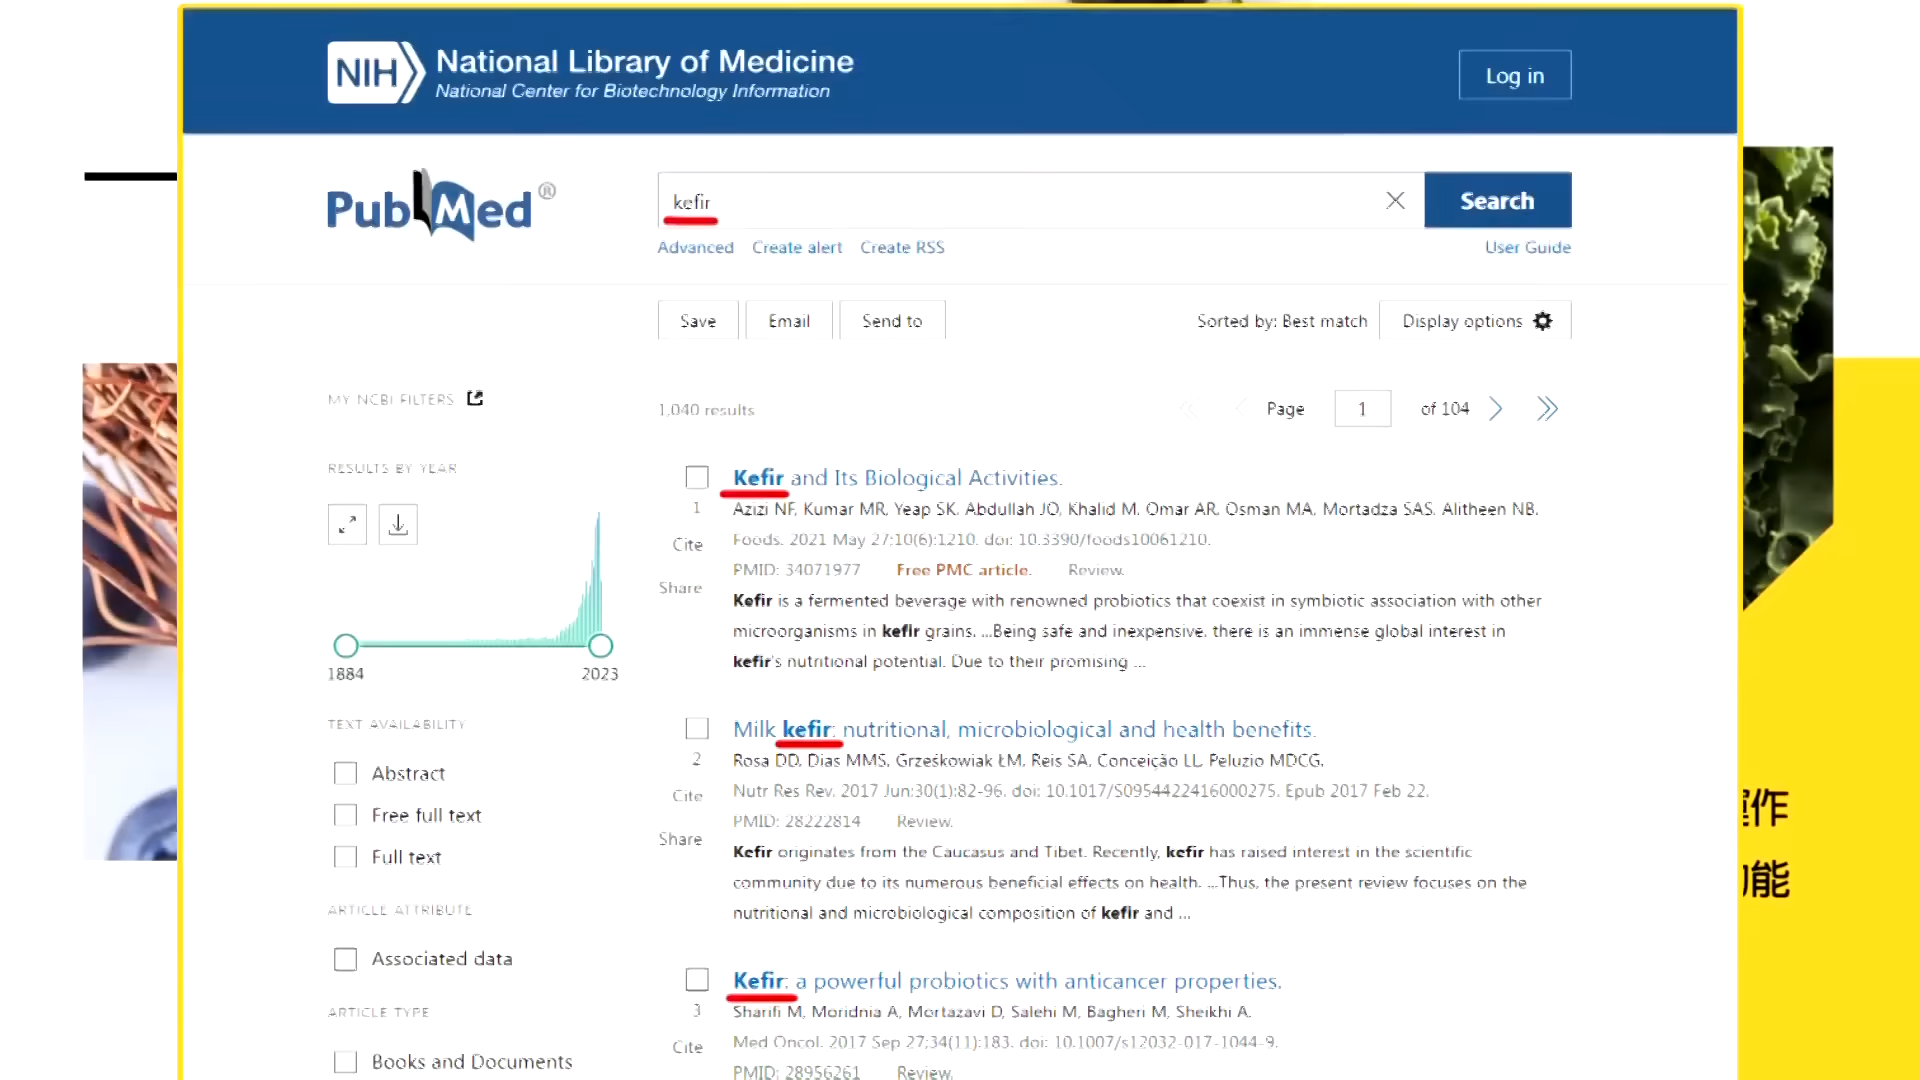 NIH National Library of Medicine
National Center for Biotechnology Information
Log in
PubMed®
kefir
Search
Advanced Create alert Create RSS
User Guide
Save Email Send to
Sorted by: Best match Display options
MY NCBI FILTERS
1,040 results
Page 1 of 104
RESULTS BY YEAR
1884 2023
TEXT AVAILABILITY
Abstract
Free full text
Full text
ARTICLE ATTRIBUTE
Associated data
ARTICLE TYPE
Books and Documents
Kefir and Its Biological Activities.
1
Cite
Share
Azizi NF, Kumar MR, Yeap SK, Abdullah JO, Khalid M, Omar AR, Osman MA, Mortadza SAS, Alitheen NB.
Foods. 2021 May 27;10(6):1210. doi: 10.3390/foods10061210.
PMID: 34071977 Free PMC article. Review.
Kefir is a fermented beverage with renowned probiotics that coexist in symbiotic association with other
microorganisms in kefir grains. ...Being safe and inexpensive, there is an immense global interest in
kefir's nutritional potential. Due to their promising ...
Milk kefir: nutritional, microbiological and health benefits.
2
Cite
Share
Rosa DD, Dias MMS, Grześkowiak ŁM, Reis SA, Conceição LL, Peluzio MDCG.
Nutr Res Rev. 2017 Jun;30(1):82-96. doi: 10.1017/S0954422416000275. Epub 2017 Feb 22.
PMID: 28222814 Review.
Kefir originates from the Caucasus and Tibet. Recently, kefir has raised interest in the scientific
community due to its numerous beneficial effects on health. ...Thus, the present review focuses on the
nutritional and microbiological composition of kefir and ...
Kefir: a powerful probiotics with anticancer properties.
3
Cite
Sharifi M, Moridnia A, Mortazavi D, Salehi M, Bagheri M, Sheikhi A.
Med Oncol. 2017 Sep 27;34(11):183. doi: 10.1007/s12032-017-1044-9.
PMID: 28956261 Review.
作
能